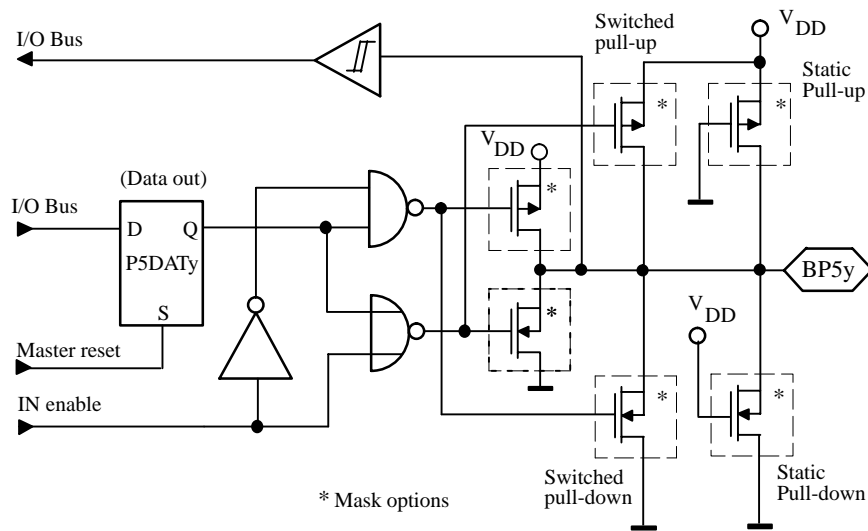 Switched
pull-up
V DD
Static
Pull-up
*
*
I/O Bus
V DD
*
(Data out)
I/O Bus
D
Q
P5DATy
S
BP5y
*
V DD
Master reset
IN enable
*
*
Switched
pull-down
Static
Pull-down
* Mask options